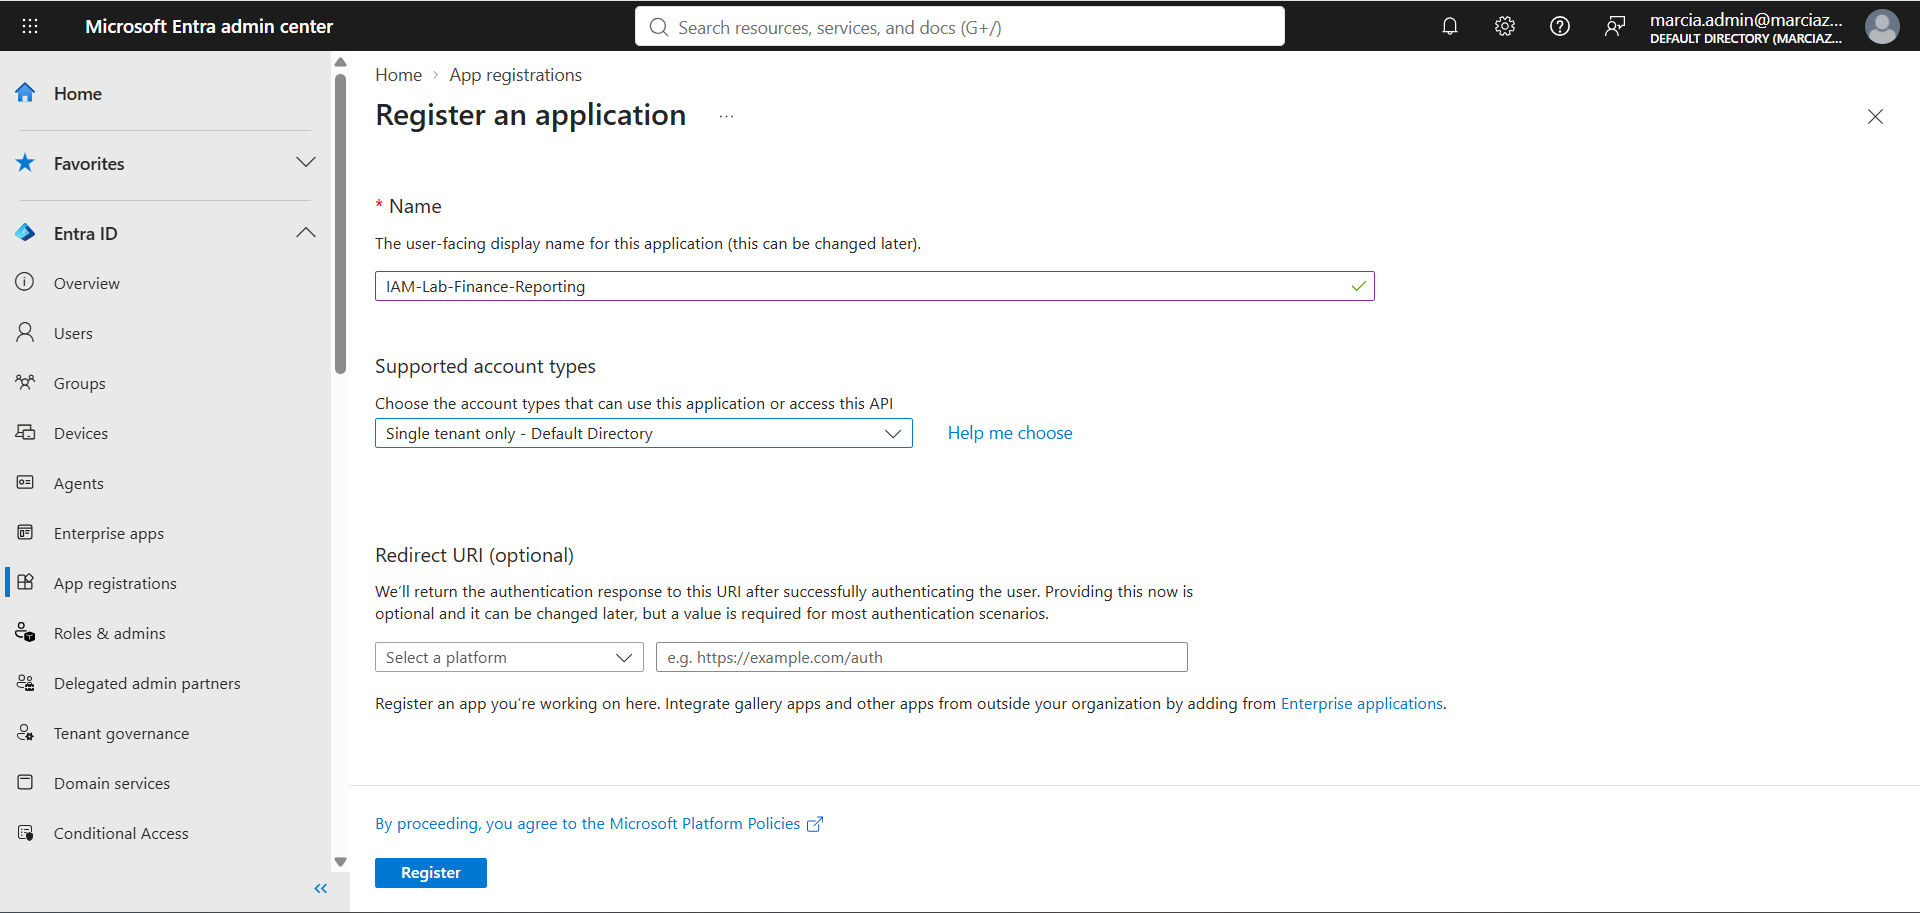 Microsoft Entra admin center
Search resources, services, and docs (G+/)
marcia.admin@marciaz...
DEFAULT DIRECTORY (MARCIAZ...
Home
Favorites
Entra ID
Overview
Users
Groups
Devices
Agents
Enterprise apps
App registrations
Roles & admins
Delegated admin partners
Tenant governance
Domain services
Conditional Access
Home > App registrations
Register an application ...
* Name
The user-facing display name for this application (this can be changed later).
IAM-Lab-Finance-Reporting
Supported account types
Choose the account types that can use this application or access this API
Single tenant only - Default Directory
Help me choose
Redirect URI (optional)
We'll return the authentication response to this URI after successfully authenticating the user. Providing this now is
optional and it can be changed later, but a value is required for most authentication scenarios.
Select a platform
e.g. https://example.com/auth
Register an app you're working on here. Integrate gallery apps and other apps from outside your organization by adding from Enterprise applications.
By proceeding, you agree to the Microsoft Platform Policies
Register